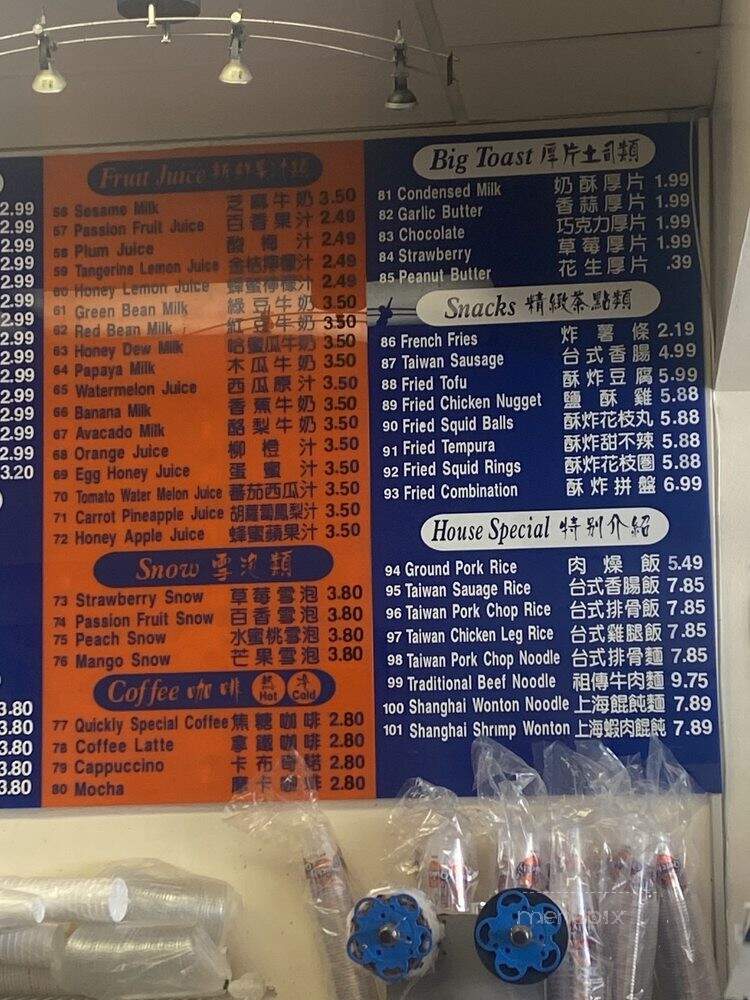 2.99
2.99
2.99
2.99
2.99
2.99
2.99
2.99
2.99
2.99
2.99
2.99
2.99
3.20
3.80
3.80
3.80
3.80
3.80
Fruit Juice 新鮮果汁類
56 Sesame Milk 芝麻牛奶 3.50
57 Passion Fruit Juice 百香果汁 2.49
58 Plum Juice 酸梅汁 2.49
59 Tangerine Lemon Juice 金桔檸檬汁 2.49
60 Honey Lemon Juice 蜂蜜檸檬汁 2.49
61 Green Bean Milk 綠豆牛奶 3.50
62 Red Bean Milk 紅豆牛奶 3.50
63 Honey Dew Milk 哈蜜瓜牛奶 3.50
64 Papaya Milk 木瓜牛奶 3.50
65 Watermelon Juice 西瓜原汁 3.50
66 Banana Milk 香蕉牛奶 3.50
67 Avacado Milk 酪梨牛奶 3.50
68 Orange Juice 柳橙汁 3.50
69 Egg Honey Juice 蛋蜜汁 3.50
70 Tomato Water Melon Juice 蕃茄西瓜汁 3.50
71 Carrot Pineapple Juice 胡蘿蔔鳳梨汁 3.50
72 Honey Apple Juice 蜂蜜蘋果汁 3.50
Snow 雪泡類
73 Strawberry Snow 草莓雪泡 3.80
74 Passion Fruit Snow 百香雪泡 3.80
75 Peach Snow 水蜜桃雪泡 3.80
76 Mango Snow 芒果雪泡 3.80
Coffee 咖啡 熱 Hot 冷 Cold
77 Quickly Special Coffee 焦糖咖啡 2.80
78 Coffee Latte 拿鐵咖啡 2.80
79 Cappuccino 卡布奇諾 2.80
80 Mocha 摩卡咖啡 2.80
Big Toast 厚片土司類
81 Condensed Milk 奶酥厚片 1.99
82 Garlic Butter 香蒜厚片 1.99
83 Chocolate 巧克力厚片 1.99
84 Strawberry 草莓厚片 1.99
85 Peanut Butter 花生厚片 .39
Snacks 精緻茶點類
86 French Fries 炸薯條 2.19
87 Taiwan Sausage 台式香腸 4.99
88 Fried Tofu 酥炸豆腐 5.99
89 Fried Chicken Nugget 鹽酥雞 5.88
90 Fried Squid Balls 酥炸花枝丸 5.88
91 Fried Tempura 酥炸甜不辣 5.88
92 Fried Squid Rings 酥炸花枝圈 5.88
93 Fried Combination 酥炸拼盤 6.99
House Special 特別介紹
94 Ground Pork Rice 肉燥飯 5.49
95 Taiwan Sauage Rice 台式香腸飯 7.85
96 Taiwan Pork Chop Rice 台式排骨飯 7.85
97 Taiwan Chicken Leg Rice 台式雞腿飯 7.85
98 Taiwan Pork Chop Noodle 台式排骨麵 7.85
99 Traditional Beef Noodle 祖傳牛肉麵 9.75
100 Shanghai Wonton Noodle 上海餛飩麵 7.89
101 Shanghai Shrimp Wonton 上海蝦肉餛飩 7.89
menupix